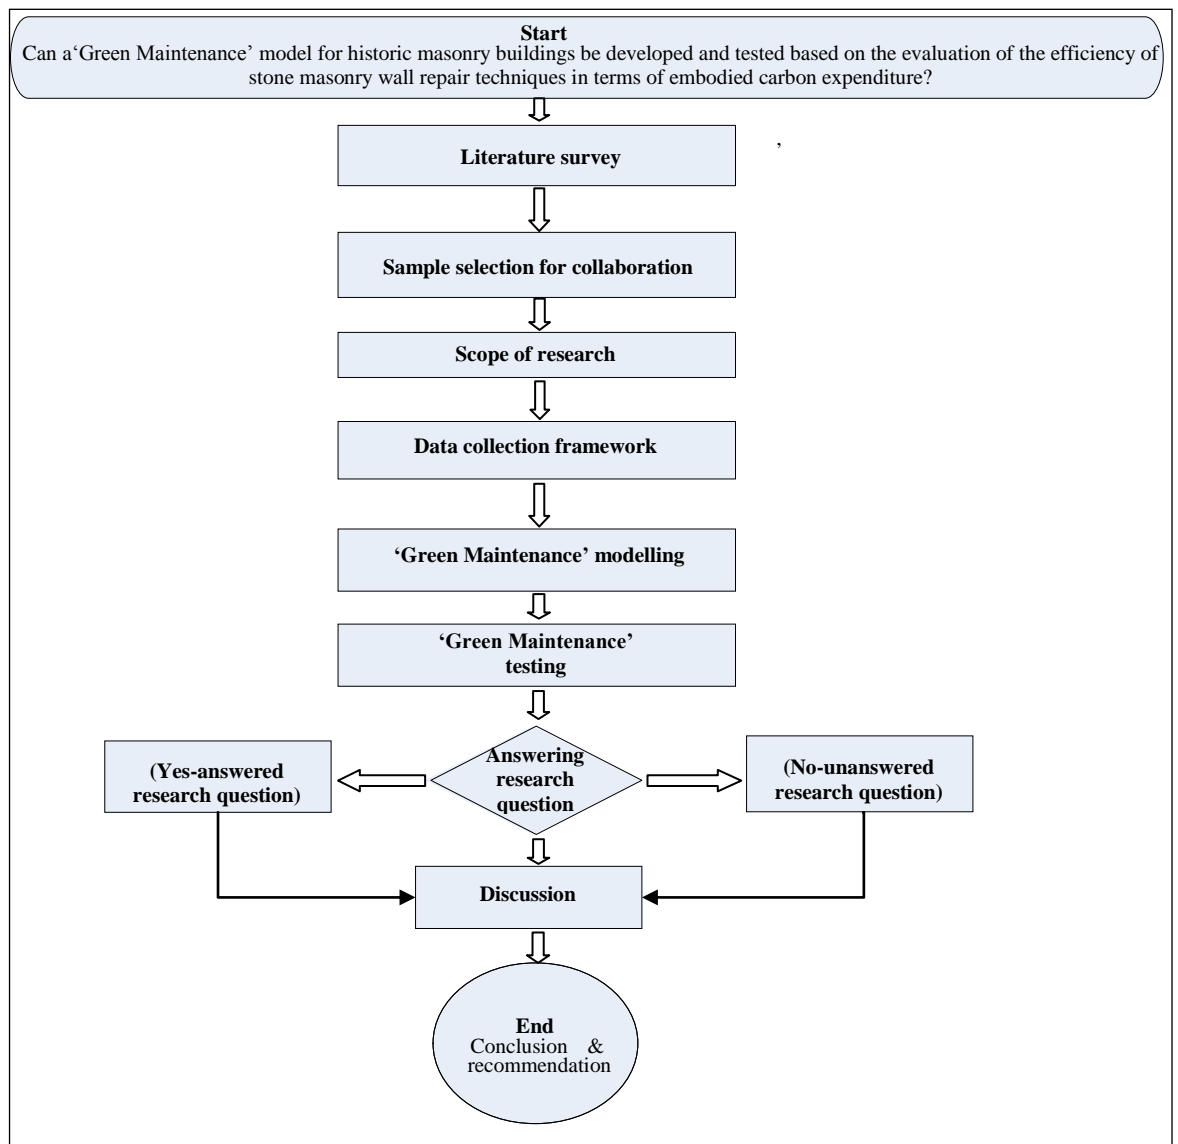 Start
Can a‘Green Maintenance’ model for historic masonry buildings be developed and tested based on the evaluation of the efficiency of
stone masonry wall repair techniques in terms of embodied carbon expenditure?
,
Literature survey
Sample selection for collaboration
Scope of research
Data collection framework
‘Green Maintenance’ modelling
‘Green Maintenance’
testing
Answering
research
question
(Yes-answered
research question)
(No-unanswered
research question)
Discussion
End
Conclusion &
recommendation